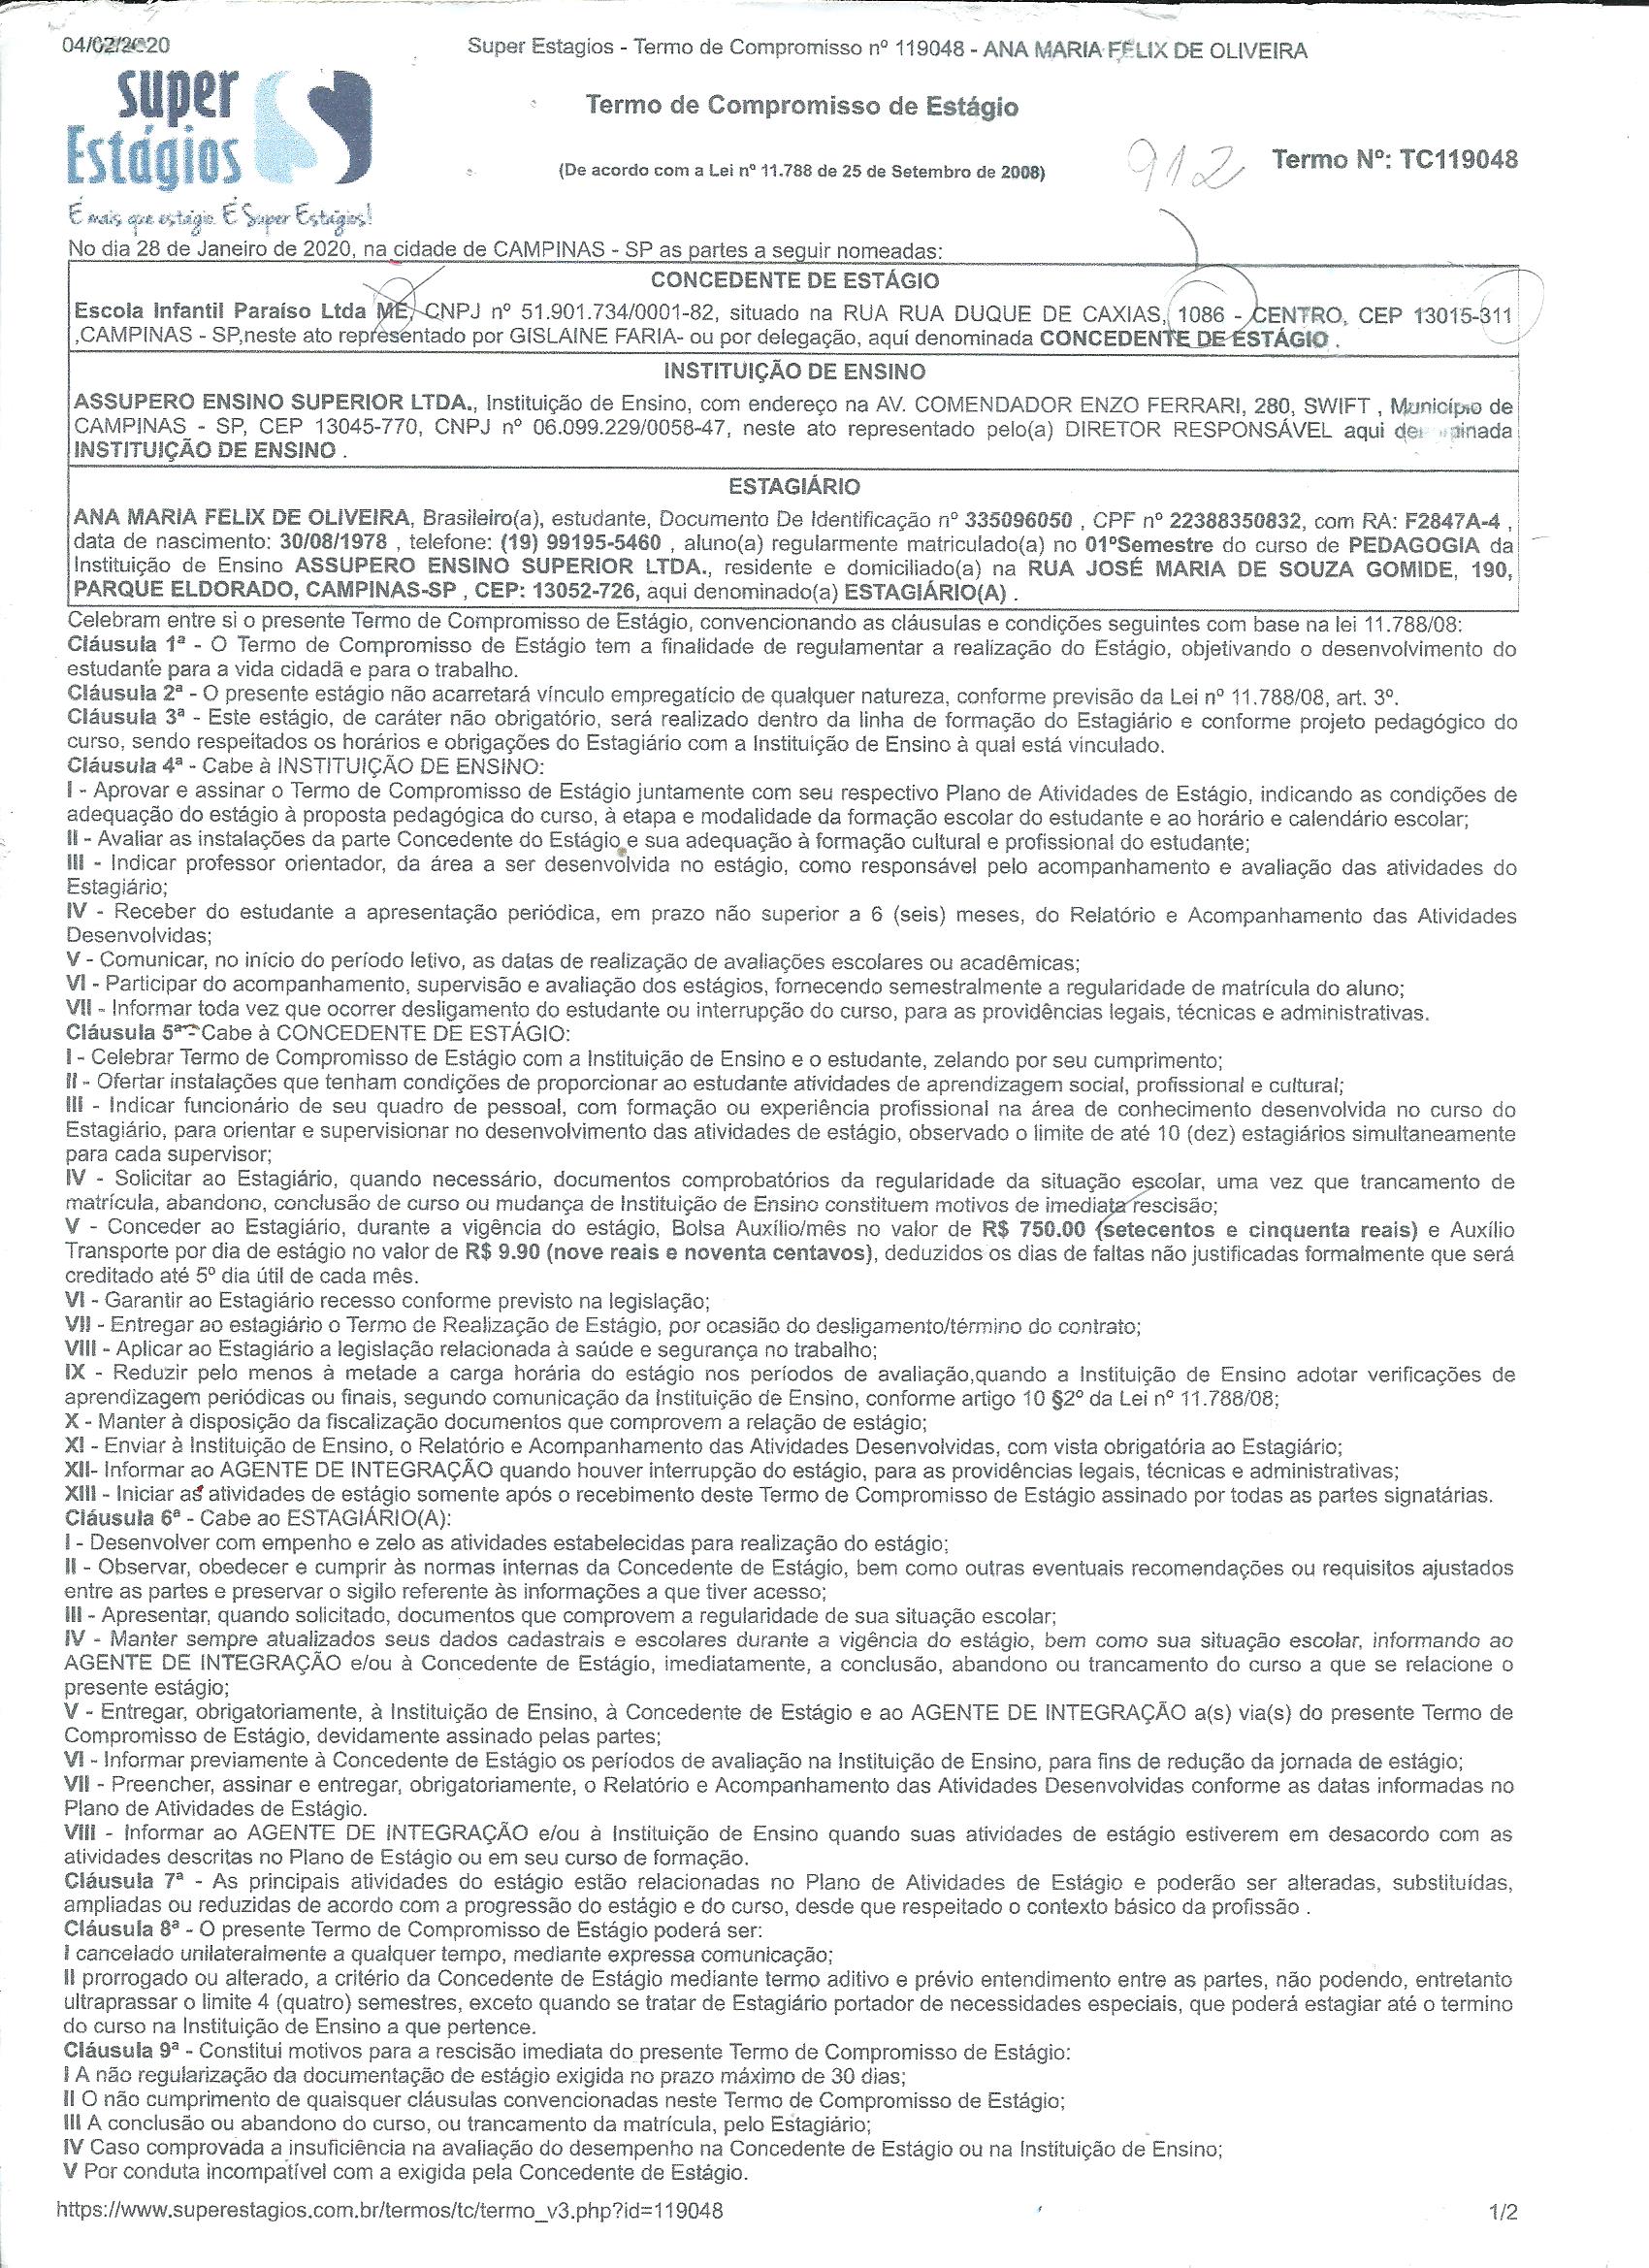 04/02/2020
Super Estagios - Termo de Compromisso nº 119048 - ANA MARIA FELIX DE OLIVEIRA
super
Estágios
É mais que estágio. É Super Estágios!
Termo de Compromisso de Estágio
(De acordo com a Lei nº 11.788 de 25 de Setembro de 2008)
912
Termo Nº: TC119048
No dia 28 de Janeiro de 2020, na cidade de CAMPINAS - SP as partes a seguir nomeadas:
CONCEDENTE DE ESTÁGIO
Escola Infantil Paraíso Ltda ME, CNPJ nº 51.901.734/0001-82, situado na RUA RUA DUQUE DE CAXIAS, 1086 - CENTRO, CEP 13015-311
,CAMPINAS - SP,neste ato representado por GISLAINE FARIA- ou por delegação, aqui denominada CONCEDENTE DE ESTÁGIO .
INSTITUIÇÃO DE ENSINO
ASSUPERO ENSINO SUPERIOR LTDA., Instituição de Ensino, com endereço na AV. COMENDADOR ENZO FERRARI, 280, SWIFT , Município de
CAMPINAS - SP, CEP 13045-770, CNPJ nº 06.099.229/0058-47, neste ato representado pelo(a) DIRETOR RESPONSÁVEL aqui
INSTITUIÇÃO DE ENSINO .
ESTAGIÁRIO
ANA MARIA FELIX DE OLIVEIRA, Brasileiro(a), estudante, Documento De Identificação nº 335096050 , CPF nº 22388350832, com RA: F2847A-4 ,
data de nascimento: 30/08/1978 , telefone: (19) 99195-5460 , aluno(a) regularmente matriculado(a) no 01ºSemestre do curso de PEDAGOGIA da
Instituição de Ensino ASSUPERO ENSINO SUPERIOR LTDA., residente e domiciliado(a) na RUA JOSÉ MARIA DE SOUZA GOMIDE, 190,
PARQUE ELDORADO, CAMPINAS-SP , CEP: 13052-726, aqui denominado(a) ESTAGIÁRIO(A) .
Celebram entre si o presente Termo de Compromisso de Estágio, convencionando as cláusulas e condições seguintes com base na lei 11.788/08:
Cláusula 1ª - O Termo de Compromisso de Estágio tem a finalidade de regulamentar a realização do Estágio, objetivando o desenvolvimento do
estudante para a vida cidadã e para o trabalho.
Cláusula 2ª - O presente estágio não acarretará vínculo empregatício de qualquer natureza, conforme previsão da Lei nº 11.788/08, art. 3º.
Cláusula 3ª - Este estágio, de caráter não obrigatório, será realizado dentro da linha de formação do Estagiário e conforme projeto pedagógico do
curso, sendo respeitados os horários e obrigações do Estagiário com a Instituição de Ensino à qual está vinculado.
Cláusula 4ª - Cabe à INSTITUIÇÃO DE ENSINO:
I - Aprovar e assinar o Termo de Compromisso de Estágio juntamente com seu respectivo Plano de Atividades de Estágio, indicando as condições de
adequação do estágio à proposta pedagógica do curso, à etapa e modalidade da formação escolar do estudante e ao horário e calendário escolar;
II - Avaliar as instalações da parte Concedente do Estágio e sua adequação à formação cultural e profissional do estudante;
III - Indicar professor orientador, da área a ser desenvolvida no estágio, como responsável pelo acompanhamento e avaliação das atividades do
Estagiário;
IV - Receber do estudante a apresentação periódica, em prazo não superior a 6 (seis) meses, do Relatório e Acompanhamento das Atividades
Desenvolvidas;
V - Comunicar, no início do período letivo, as datas de realização de avaliações escolares ou acadêmicas;
VI - Participar do acompanhamento, supervisão e avaliação dos estágios, fornecendo semestralmente a regularidade de matrícula do aluno;
VII - Informar toda vez que ocorrer desligamento do estudante ou interrupção do curso, para as providências legais, técnicas e administrativas.
Cláusula 5ª - Cabe à CONCEDENTE DE ESTÁGIO:
I - Celebrar Termo de Compromisso de Estágio com a Instituição de Ensino e o estudante, zelando por seu cumprimento;
II - Ofertar instalações que tenham condições de proporcionar ao estudante atividades de aprendizagem social, profissional e cultural;
III - Indicar funcionário de seu quadro de pessoal, com formação ou experiência profissional na área de conhecimento desenvolvida no curso do
Estagiário, para orientar e supervisionar no desenvolvimento das atividades de estágio, observado o limite de até 10 (dez) estagiários simultaneamente
para cada supervisor;
IV - Solicitar ao Estagiário, quando necessário, documentos comprobatórios da regularidade da situação escolar, uma vez que trancamento de
matrícula, abandono, conclusão de curso ou mudança de Instituição de Ensino constituem motivos de imediata rescisão;
V - Conceder ao Estagiário, durante a vigência do estágio, Bolsa Auxílio/mês no valor de R$ 750.00 (setecentos e cinquenta reais) e Auxílio
Transporte por dia de estágio no valor de R$ 9.90 (nove reais e noventa centavos), deduzidos os dias de faltas não justificadas formalmente que será
creditado até 5º dia útil de cada mês.
VI - Garantir ao Estagiário recesso conforme previsto na legislação;
VII - Entregar ao estagiário o Termo de Realização de Estágio, por ocasião do desligamento/término do contrato;
VIII - Aplicar ao Estagiário a legislação relacionada à saúde e segurança no trabalho;
IX - Reduzir pelo menos à metade a carga horária do estágio nos períodos de avaliação,quando a Instituição de Ensino adotar verificações de
aprendizagem periódicas ou finais, segundo comunicação da Instituição de Ensino, conforme artigo 10 §2º da Lei nº 11.788/08;
X - Manter à disposição da fiscalização documentos que comprovem a relação de estágio;
XI - Enviar à Instituição de Ensino, o Relatório e Acompanhamento das Atividades Desenvolvidas, com vista obrigatória ao Estagiário;
XII- Informar ao AGENTE DE INTEGRAÇÃO quando houver interrupção do estágio, para as providências legais, técnicas e administrativas;
XIII - Iniciar as atividades de estágio somente após o recebimento deste Termo de Compromisso de Estágio assinado por todas as partes signatárias.
Cláusula 6ª - Cabe ao ESTAGIÁRIO(A):
I - Desenvolver com empenho e zelo as atividades estabelecidas para realização do estágio;
II - Observar, obedecer e cumprir às normas internas da Concedente de Estágio, bem como outras eventuais recomendações ou requisitos ajustados
entre as partes e preservar o sigilo referente às informações a que tiver acesso;
III - Apresentar, quando solicitado, documentos que comprovem a regularidade de sua situação escolar;
IV - Manter sempre atualizados seus dados cadastrais e escolares durante a vigência do estágio, bem como sua situação escolar, informando ao
AGENTE DE INTEGRAÇÃO e/ou à Concedente de Estágio, imediatamente, a conclusão, abandono ou trancamento do curso a que se relacione o
presente estágio;
V - Entregar, obrigatoriamente, à Instituição de Ensino, à Concedente de Estágio e ao AGENTE DE INTEGRAÇÃO a(s) via(s) do presente Termo de
Compromisso de Estágio, devidamente assinado pelas partes;
VI - Informar previamente à Concedente de Estágio os períodos de avaliação na Instituição de Ensino, para fins de redução da jornada de estágio;
VII - Preencher, assinar e entregar, obrigatoriamente, o Relatório e Acompanhamento das Atividades Desenvolvidas conforme as datas informadas no
Plano de Atividades de Estágio.
VIII - Informar ao AGENTE DE INTEGRAÇÃO e/ou à Instituição de Ensino quando suas atividades de estágio estiverem em desacordo com as
atividades descritas no Plano de Estágio ou em seu curso de formação.
Cláusula 7ª - As principais atividades do estágio estão relacionadas no Plano de Atividades de Estágio e poderão ser alteradas, substituídas,
ampliadas ou reduzidas de acordo com a progressão do estágio e do curso, desde que respeitado o contexto básico da profissão .
Cláusula 8ª - O presente Termo de Compromisso de Estágio poderá ser:
I cancelado unilateralmente a qualquer tempo, mediante expressa comunicação;
II prorrogado ou alterado, a critério da Concedente de Estágio mediante termo aditivo e prévio entendimento entre as partes, não podendo, entretanto
ultraprassar o limite 4 (quatro) semestres, exceto quando se tratar de Estagiário portador de necessidades especiais, que poderá estagiar até o termino
do curso na Instituição de Ensino a que pertence.
Cláusula 9ª - Constitui motivos para a rescisão imediata do presente Termo de Compromisso de Estágio:
I A não regularização da documentação de estágio exigida no prazo máximo de 30 dias;
II O não cumprimento de quaisquer cláusulas convencionadas neste Termo de Compromisso de Estágio;
III A conclusão ou abandono do curso, ou trancamento da matrícula, pelo Estagiário;
IV Caso comprovada a insuficiência na avaliação do desempenho na Concedente de Estágio ou na Instituição de Ensino;
V Por conduta incompatível com a exigida pela Concedente de Estágio.
https://www.superestagios.com.br/termos/tc/termo_v3.php?id=119048
1/2